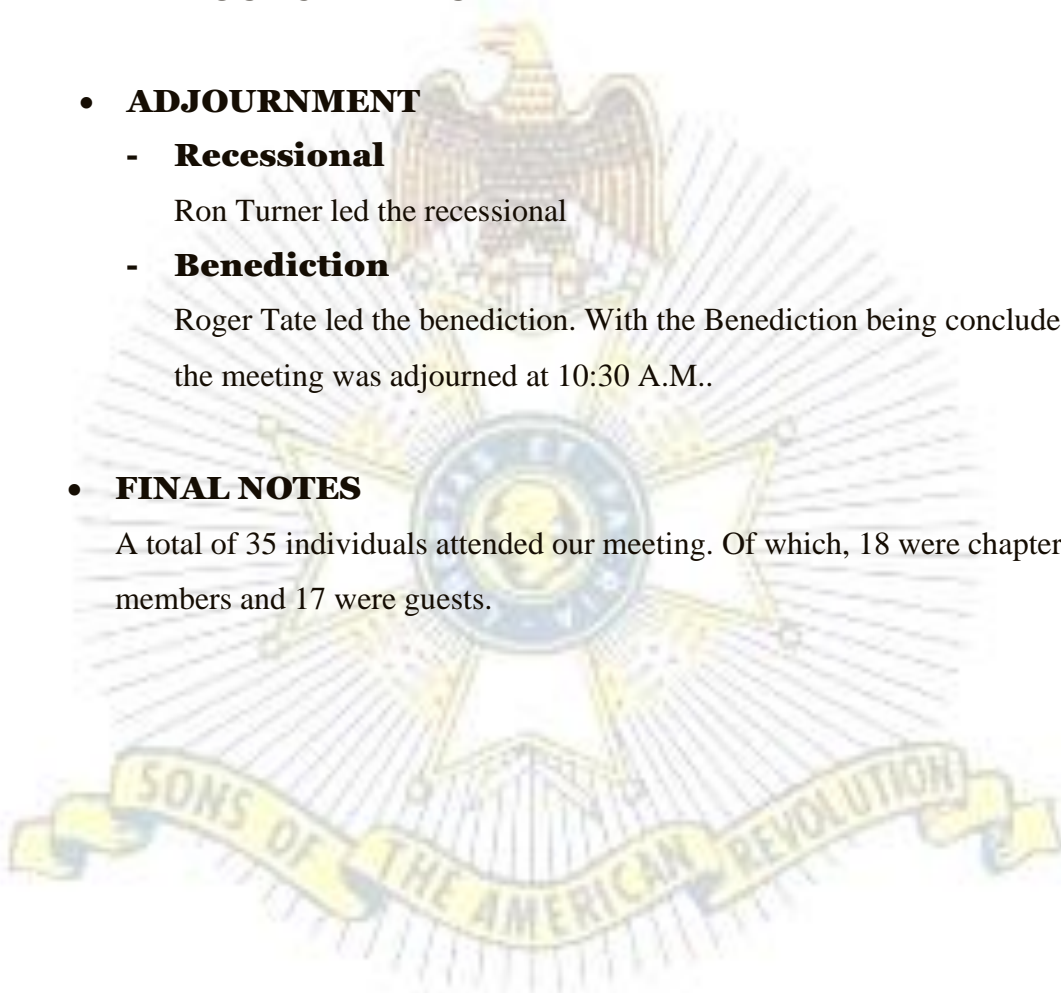 • ADJOURNMENT
- Recessional
Ron Turner led the recessional
- Benediction
Roger Tate led the benediction. With the Benediction being conclude
the meeting was adjourned at 10:30 A.M..
• FINAL NOTES
A total of 35 individuals attended our meeting. Of which, 18 were chapter
members and 17 were guests.
SONS OF THE AMERICAN REVOLUTION